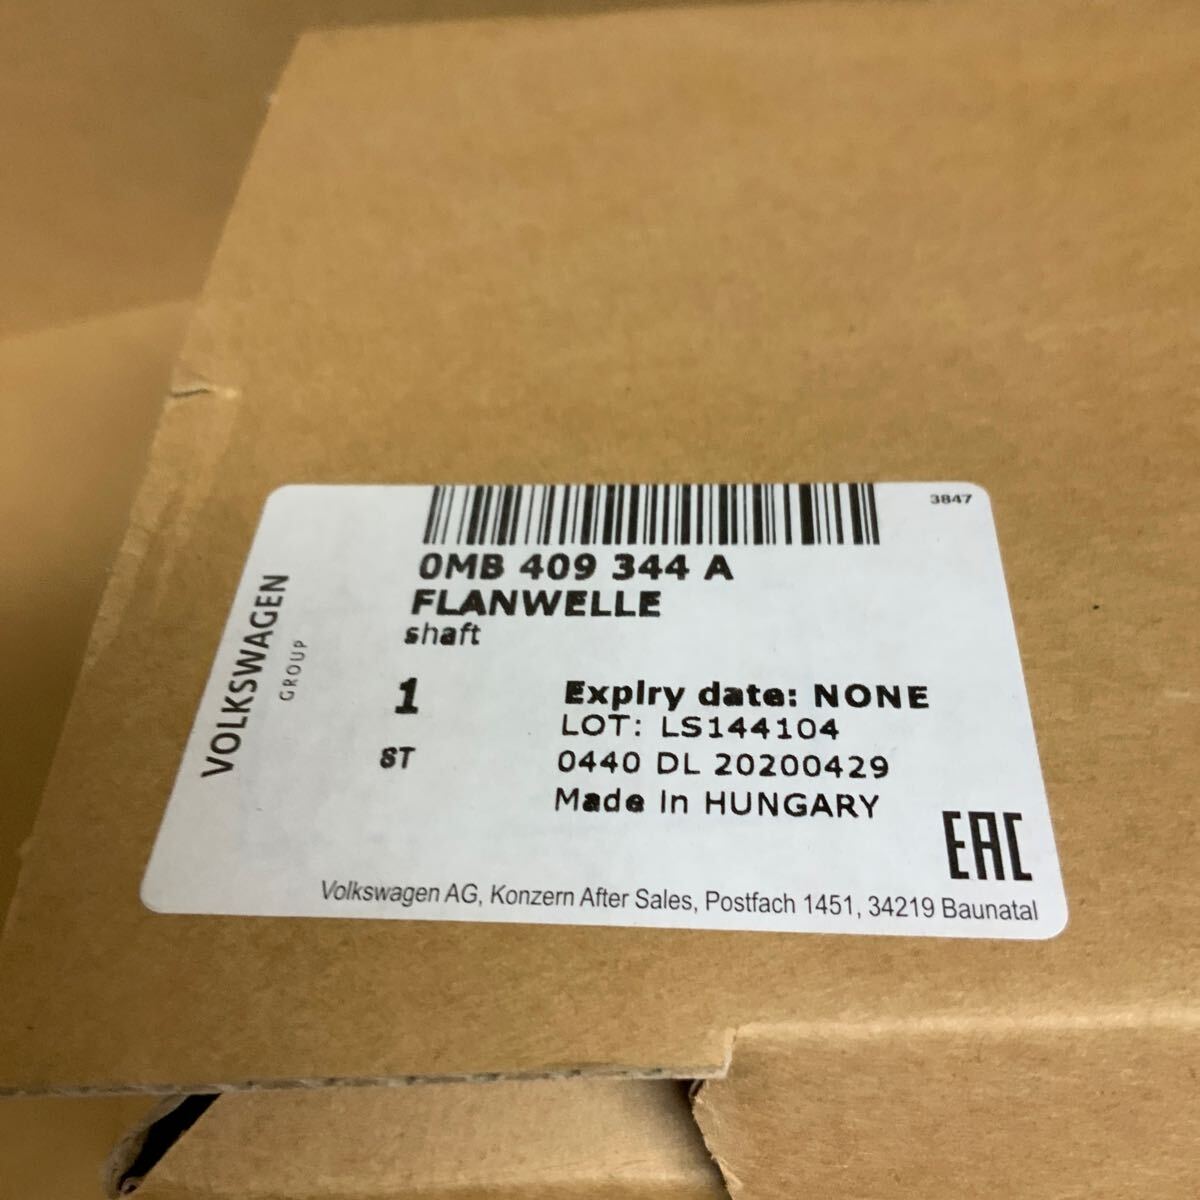 3847
0MB 409 344 A
FLANWELLE
shaft
VOLKSWAGEN
GROUP
1
ST
Expiry date: NONE
LOT: LS144104
0440 DL 20200429
Made in HUNGARY
EAC
Volkswagen AG, Konzern After Sales, Postfach 1451, 34219 Baunatal